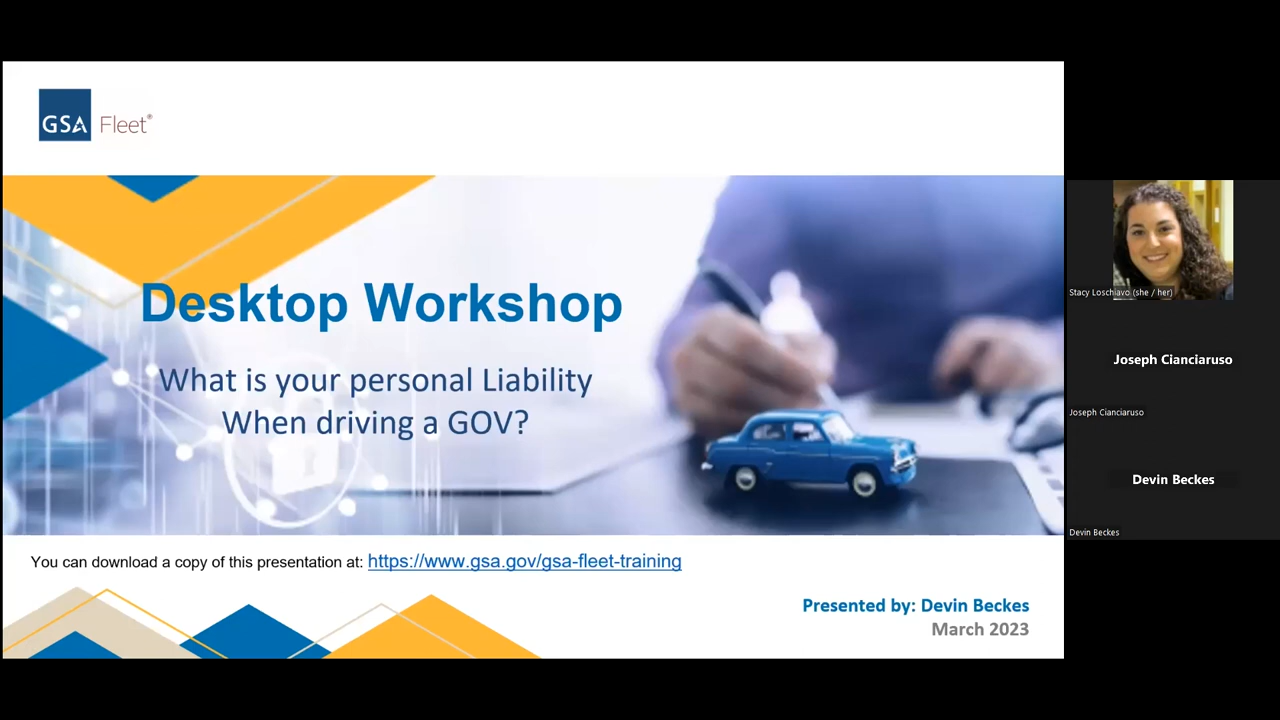 GSA Fleet®
Desktop Workshop
What is your personal Liability
When driving a GOV?
You can download a copy of this presentation at: https://www.gsa.gov/gsa-fleet-training
Presented by: Devin Beckes
March 2023
Stacy Loschiavo (she / her)
Joseph Cianciaruso
Joseph Cianciaruso
Devin Beckes
Devin Beckes